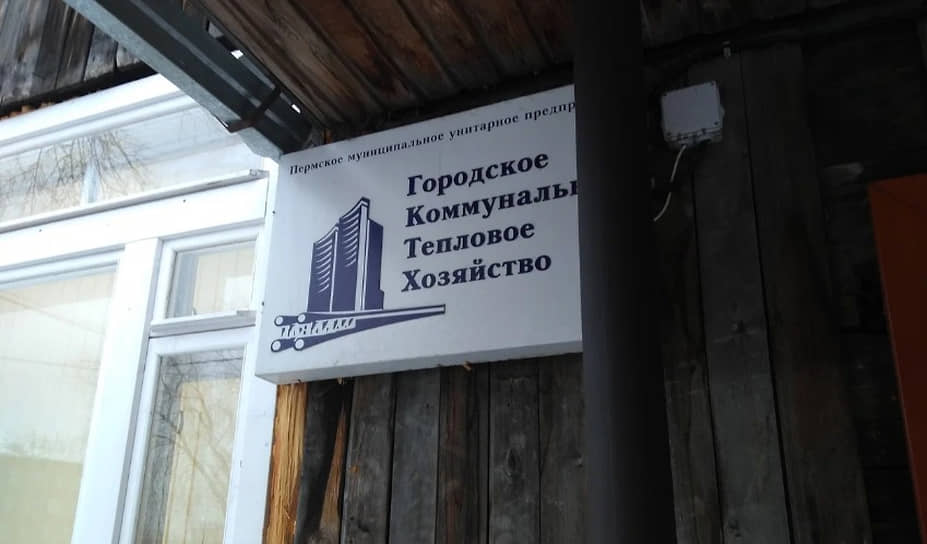 Пермское муниципальное унитарное предпр
Городское
Коммуналь
Тепловое
Хозяйство